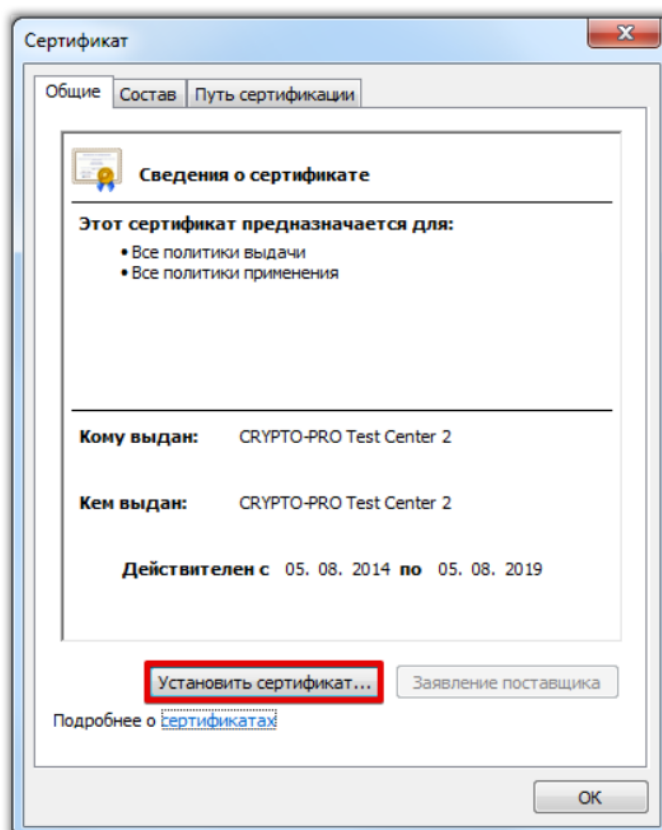 Сертификат
Общие Состав Путь сертификации
Сведения о сертификате
Этот сертификат предназначается для:
• Все политики выдачи
• Все политики применения
Кому выдан: CRYPTO-PRO Test Center 2
Кем выдан: CRYPTO-PRO Test Center 2
Действителен с 05. 08. 2014 по 05. 08. 2019
Установить сертификат... Заявление поставщика
Подробнее о сертификатах
ОК